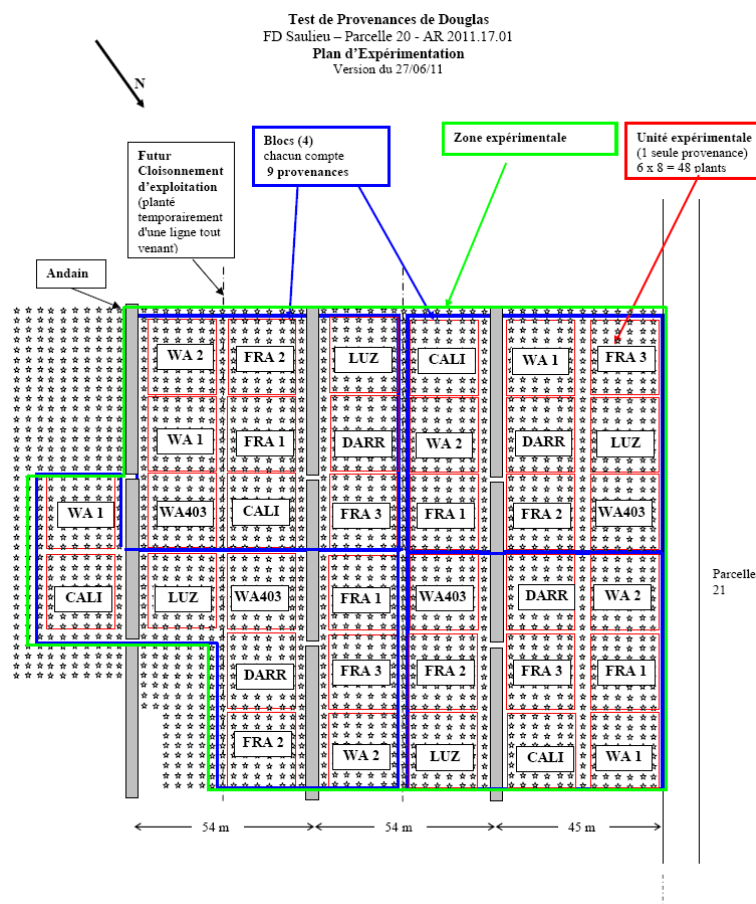 Test de Provenances de Douglas
FD Saulieu – Parcelle 20 - AR 2011.17.01
Plan d'Expérimentation
Version du 27/06/11
N
Futur
Cloisonnement
d'exploitation
(planté
temporairement
d'une ligne tout
venant)
Blocs (4)
chacun compte
9 provenances
Zone expérimentale
Unité expérimentale
(1 seule provenance)
6 x 8 = 48 plants
Andain
WA 2 FRA 2 LUZ CALI WA 1 FRA 3
WA 1 FRA 1 DARR WA 2 DARR LUZ
WA 1 WA403 CALI FRA 3 FRA 1 FRA 2 WA403
CALI LUZ WA403 FRA 1 WA403 DARR WA 2
Parcelle
21
DARR FRA 3 FRA 2 FRA 3 FRA 1
FRA 2 WA 2 LUZ CALI WA 1
54 m 54 m 45 m